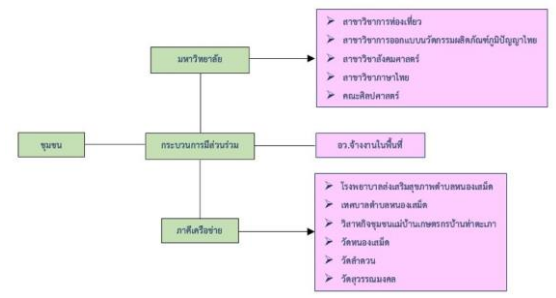 ➢ สาขาวิชาการท่องเที่ยว
➢ สาขาวิชาการออกแบบนวัตกรรมผลิตภัณฑ์ภูมิปัญญาไทย
➢ สาขาวิชาสังคมศาสตร์
➢ สาขาวิชาภาษาไทย
➢ คณะศิลปศาสตร์
มหาวิทยาลัย
ชุมชน
กระบวนการมีส่วนร่วม
อว.จ้างงานในพื้นที่
ภาคีเครือข่าย
➢ โรงพยาบาลส่งเสริมสุขภาพตำบลหนองเสม็ด
➢ เทศบาลตำบลหนองเสม็ด
➢ วิสาหกิจชุมชนแม่บ้านเกษตรกรบ้านท่าตะเภา
➢ วัดหนองเสม็ด
➢ วัดลำดวน
➢ วัดสุวรรณมงคล